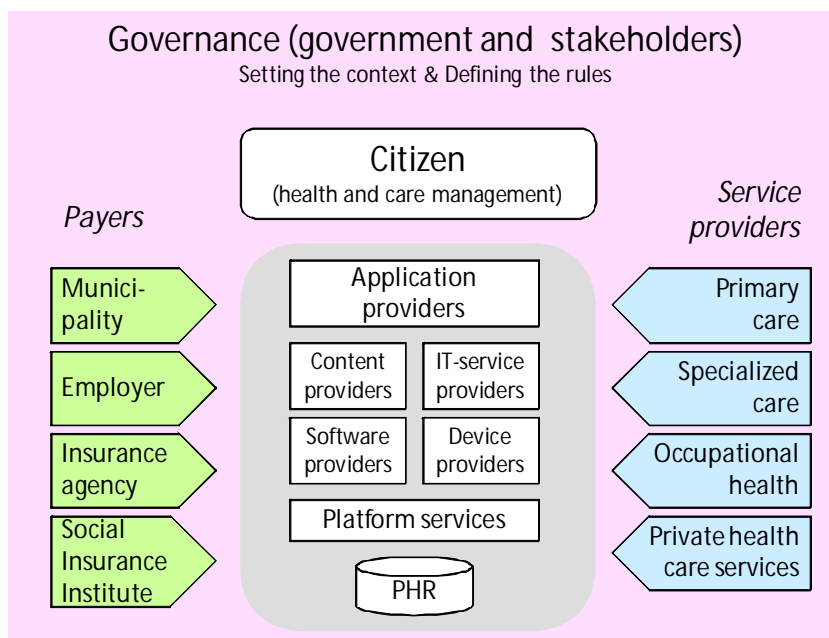 Governance (government and stakeholders)
Setting the context & Defining the rules
Citizen
(health and care management)
Payers
Munici-
pality
Employer
Insurance
agency
Social
Insurance
Institute
Application
providers
Content
providers
IT-service
providers
Software
providers
Device
providers
Platform services
PHR
Service
providers
Primary
care
Specialized
care
Occupational
health
Private health
care services